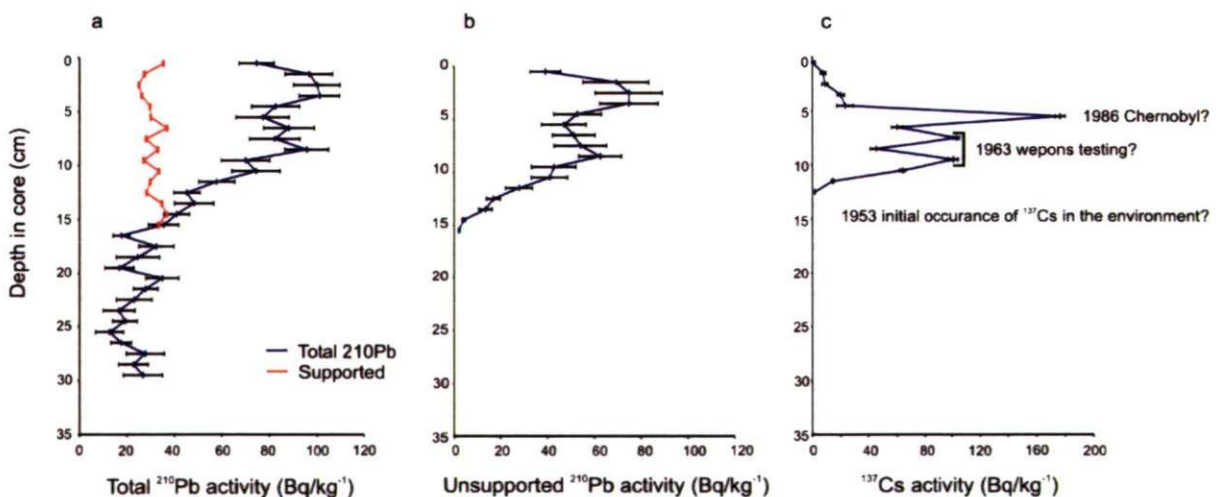 a
b
c
Depth in core (cm)
0
5
10
15
20
25
30
35
0 20 40 60 80 100 120
Total 210Pb
Supported
Total ²¹⁰Pb activity (Bq/kg⁻¹)
0
5
10
15
20
25
30
35
0 20 40 60 80 100
Unsupported ²¹⁰Pb activity (Bq/kg⁻¹)
0
5
10
15
20
25
30
35
0 40 80 120 160 200
1986 Chernobyl?
1963 wepons testing?
1953 initial occurance of ¹³⁷Cs in the environment?
¹³⁷Cs activity (Bq/kg⁻¹)